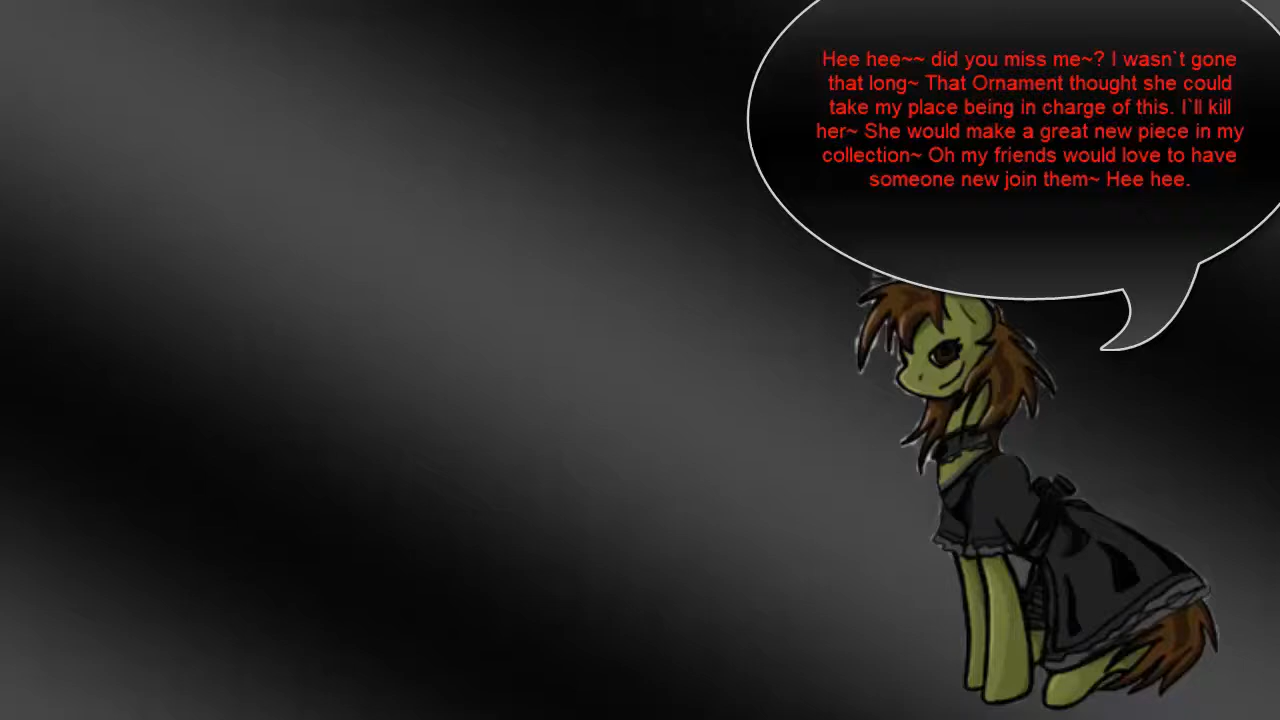 Hee hee~~ did you miss me~? I wasn`t gone
that long~ That Ornament thought she could
take my place being in charge of this. I`ll kill
her~ She would make a great new piece in my
collection~ Oh my friends would love to have
someone new join them~ Hee hee.